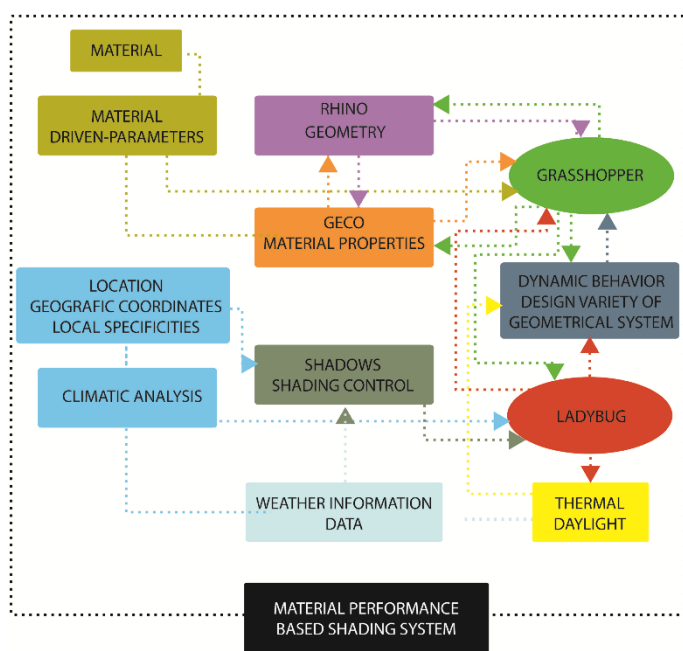 MATERIAL
MATERIAL
DRIVEN-PARAMETERS
RHINO
GEOMETRY
GRASSHOPPER
GECO
MATERIAL PROPERTIES
LOCATION
GEOGRAFIC COORDINATES
LOCAL SPECIFICITIES
DYNAMIC BEHAVIOR
DESIGN VARIETY OF
GEOMETRICAL SYSTEM
SHADOWS
SHADING CONTROL
CLIMATIC ANALYSIS
LADYBUG
WEATHER INFORMATION
DATA
THERMAL
DAYLIGHT
MATERIAL PERFORMANCE
BASED SHADING SYSTEM